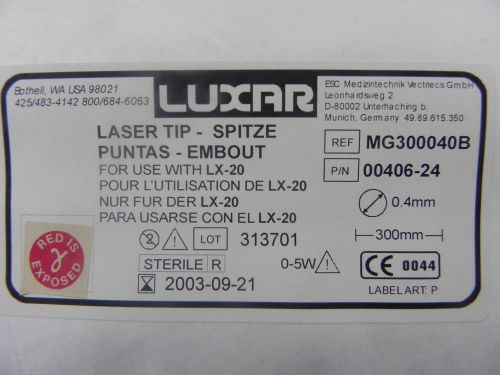 Bothell, WA USA 98021
425/483-4142 800/684-6063
LUXAR
ESC Medizintechnik Vectriecs GmbH
Leonhardsweg 2
D-80002 Unterhaching b.
Munich, Germany 49.89.615.350
LASER TIP - SPITZE
PUNTAS - EMBOUT
FOR USE WITH LX-20
POUR L'UTILISATION DE LX-20
NUR FUR DER LX-20
PARA USARSE CON EL LX-20
REF MG300040B
P/N 00406-24
0.4mm
300mm
RED IS
γ
EXPOSED
2 LOT 313701
STERILE R 0-5W
CE 0044
2003-09-21
LABEL ART. P